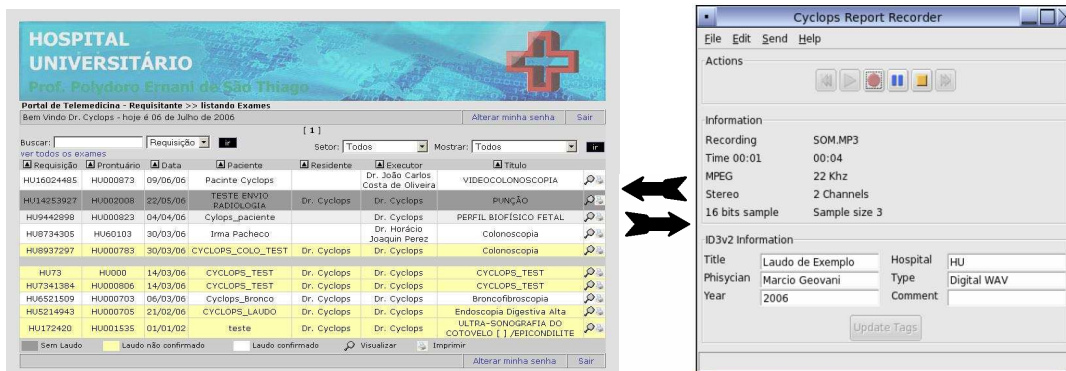 HOSPITAL
UNIVERSITÁRIO
Prof. Polydoro Ernani de São Thiago
Portal de Telemedicina - Requisitante >> listando Exames
Bem Vindo Dr. Cyclops - hoje é 06 de Julho de 2006 Alterar minha senha Sair
[ 1 ]
Buscar: Requisição ir Setor: Todos Mostrar: Todos ir
ver todos os exames
Requisição Prontuário Data Paciente Residente Executor Título
HU16024485 HU000873 09/06/06 Pacinte Cyclops Dr. João Carlos Costa de Oliveira VIDEOCOLONOSCOPIA
HU14253927 HU002008 22/05/06 TESTE ENVIO RADIOLOGIA Dr. Cyclops Dr. Cyclops PUNÇÃO
HU9442898 HU000823 04/04/06 Cylops_paciente Dr. Cyclops PERFIL BIOFÍSICO FETAL
HU8734305 HU60103 30/03/06 Irma Pacheco Dr. Horácio Joaquin Perez Colonoscopia
HU8937297 HU000783 30/03/06 CYCLOPS_COLO_TEST Dr. Cyclops Dr. Cyclops Colonoscopia
HU73 HU000 14/03/06 CYCLOPS_TEST Dr. Cyclops Dr. Cyclops CYCLOPS_TEST
HU7341384 HU000806 14/03/06 CYCLOPS_TEST Dr. Cyclops Dr. Cyclops CYCLOPS_TEST
HU6521509 HU000703 06/03/06 Cyclops_Bronco Dr. Cyclops Dr. Cyclops Broncofibroscopia
HU5214943 HU000705 21/02/06 CYCLOPS_LAUDO Dr. Cyclops Dr. Cyclops Endoscopia Digestiva Alta
HU172420 HU001535 01/01/02 teste Dr. Cyclops Dr. Cyclops ULTRA-SONOGRAFIA DO COTOVELO [ ] /EPICONDILITE
Sem Laudo Laudo não confirmado Laudo confirmado Visualizar Imprimir
Alterar minha senha Sair
Cyclops Report Recorder
File Edit Send Help
Actions
Information
Recording SOM.MP3
Time 00:01 00:04
MPEG 22 Khz
Stereo 2 Channels
16 bits sample Sample size 3
ID3v2 Information
Title Laudo de Exemplo Hospital HU
Phisycian Marcio Geovani Type Digital WAV
Year 2006 Comment
Update Tags